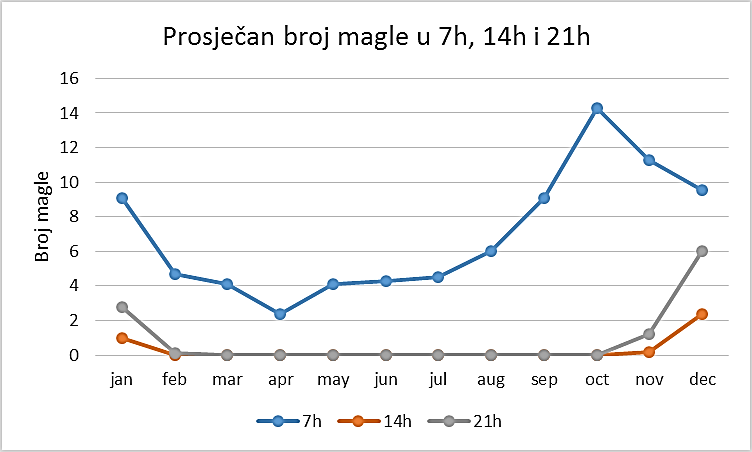 Prosječan broj magle u 7h, 14h i 21h
Broj magle
16
14
12
10
8
6
4
2
0
jan feb mar apr may jun jul aug sep oct nov dec
7h 14h 21h